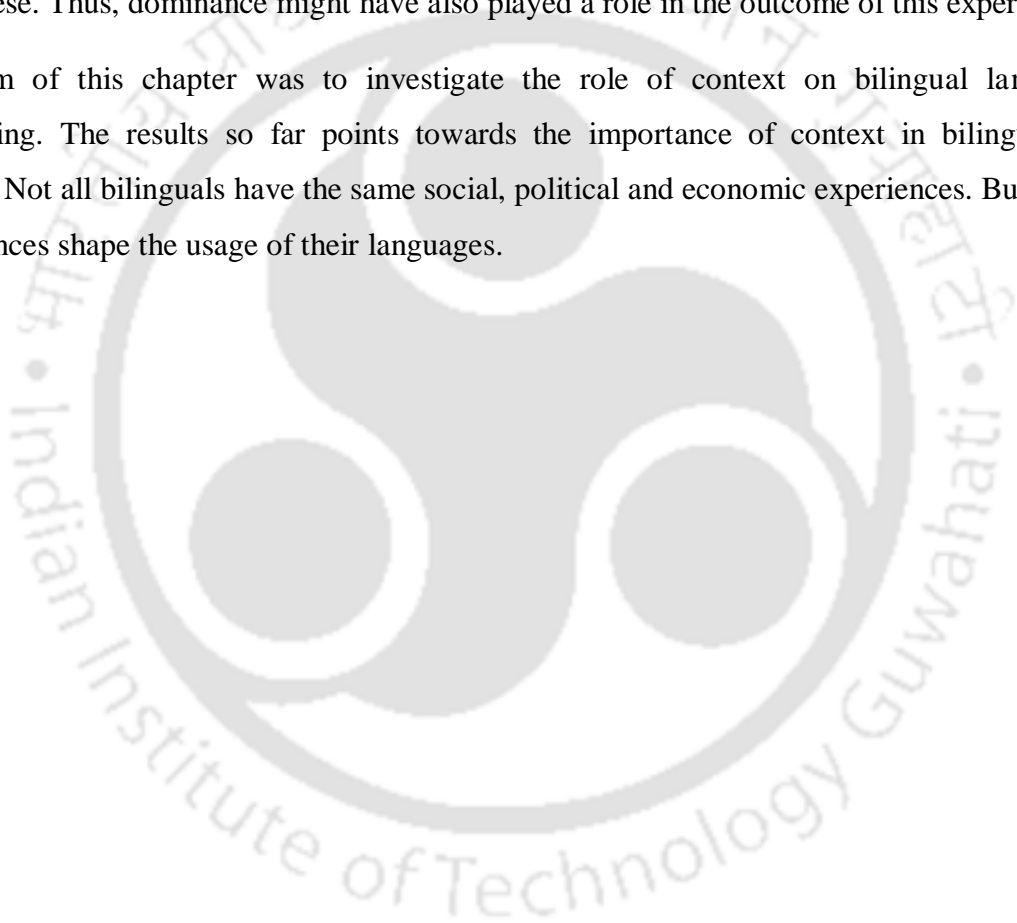 ese. Thus, dominance might have also played a role in the outcome of this exper
m of this chapter was to investigate the role of context on bilingual lan
ing. The results so far points towards the importance of context in biling
Not all bilinguals have the same social, political and economic experiences. Bu
nces shape the usage of their languages.
Indian Institute of Technology Guwahati